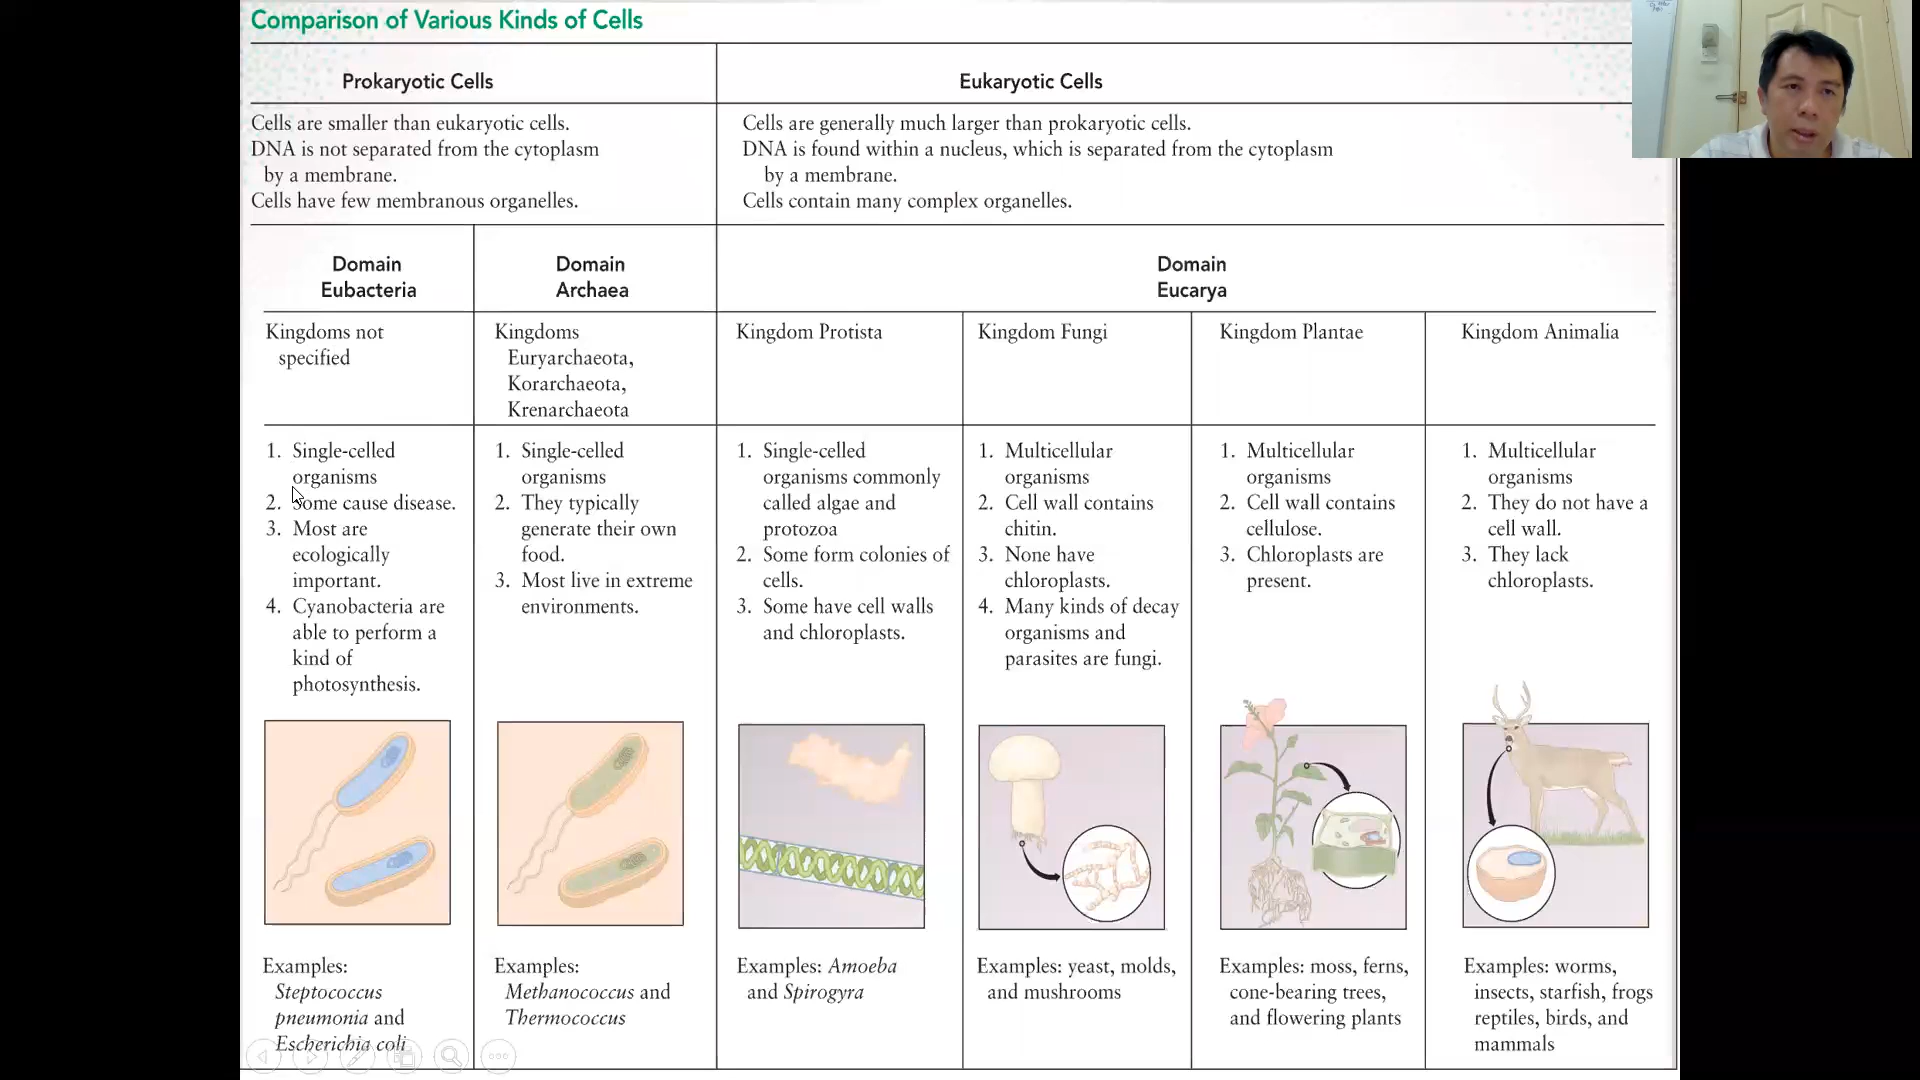 Comparison of Various Kinds of Cells
Prokaryotic Cells
Eukaryotic Cells
Cells are smaller than eukaryotic cells.
DNA is not separated from the cytoplasm
by a membrane.
Cells have few membranous organelles.
Cells are generally much larger than prokaryotic cells.
DNA is found within a nucleus, which is separated from the cytoplasm
by a membrane.
Cells contain many complex organelles.
Domain
Eubacteria
Domain
Archaea
Domain
Eucarya
Kingdoms not
specified
Kingdoms
Euryarchaeota,
Korarchaeota,
Krenarchaeota
Kingdom Protista
Kingdom Fungi
Kingdom Plantae
Kingdom Animalia
1. Single-celled
organisms
2. Some cause disease.
3. Most are
ecologically
important.
4. Cyanobacteria are
able to perform a
kind of
photosynthesis.
1. Single-celled
organisms
2. They typically
generate their own
food.
3. Most live in extreme
environments.
1. Single-celled
organisms commonly
called algae and
protozoa
2. Some form colonies of
cells.
3. Some have cell walls
and chloroplasts.
1. Multicellular
organisms
2. Cell wall contains
chitin.
3. None have
chloroplasts.
4. Many kinds of decay
organisms and
parasites are fungi.
1. Multicellular
organisms
2. Cell wall contains
cellulose.
3. Chloroplasts are
present.
1. Multicellular
organisms
2. They do not have a
cell wall.
3. They lack
chloroplasts.
Examples:
Steptococcus
pneumonia and
Escherichia coli
Examples:
Methanococcus and
Thermococcus
Examples: Amoeba
and Spirogyra
Examples: yeast, molds,
and mushrooms
Examples: moss, ferns,
cone-bearing trees,
and flowering plants
Examples: worms,
insects, starfish, frogs
reptiles, birds, and
mammals